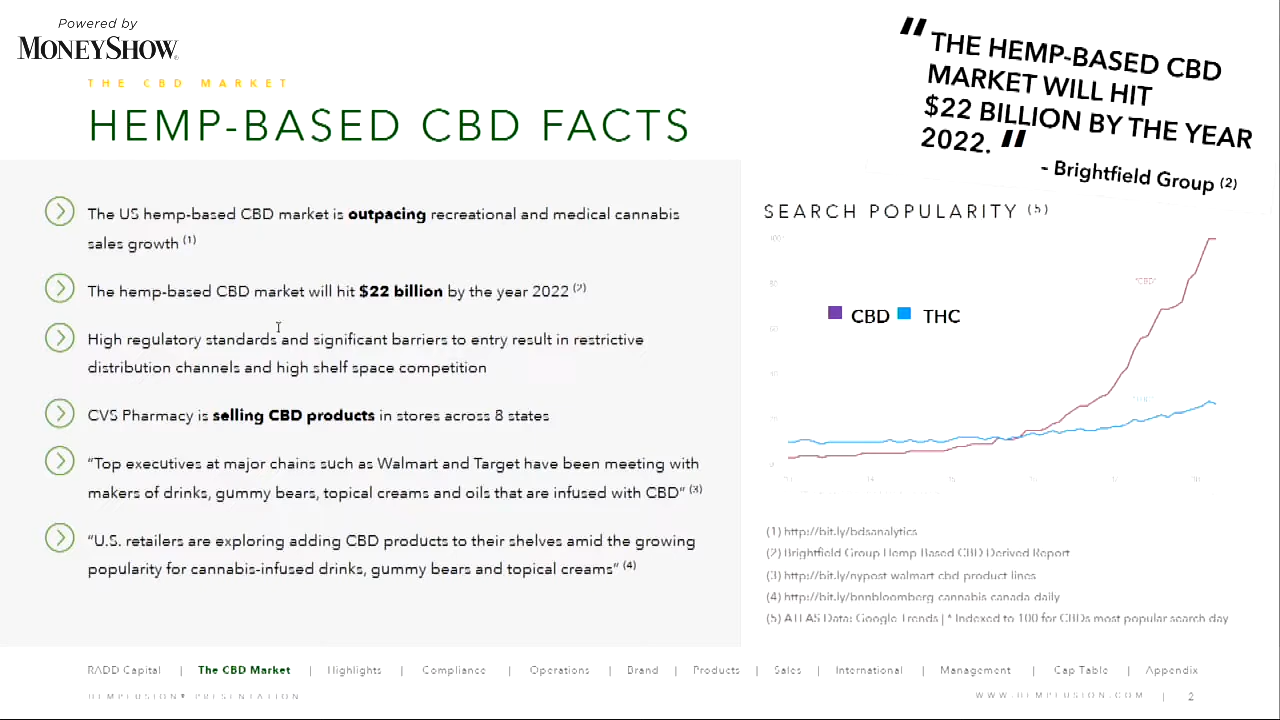 Powered by
MONEYSHOW
THE CBD MARKET
HEMP-BASED CBD FACTS
“THE HEMP-BASED CBD
MARKET WILL HIT
$22 BILLION BY THE YEAR
2022.“
- Brightfield Group (2)
The US hemp-based CBD market is outpacing recreational and medical cannabis
sales growth (1)
The hemp-based CBD market will hit $22 billion by the year 2022 (2)
High regulatory standards and significant barriers to entry result in restrictive
distribution channels and high shelf space competition
CVS Pharmacy is selling CBD products in stores across 8 states
“Top executives at major chains such as Walmart and Target have been meeting with
makers of drinks, gummy bears, topical creams and oils that are infused with CBD” (3)
“U.S. retailers are exploring adding CBD products to their shelves amid the growing
popularity for cannabis-infused drinks, gummy bears and topical creams” (4)
SEARCH POPULARITY (5)
100
80
60
"CBD"
CBD THC
(1) http://bit.ly/bdsanalytics
(2) Brightfield Group Hemp Based CBD Derived Report
(3) http://bit.ly/nypost-walmart-cbd-product-lines
(4) http://bit.ly/bnnbloomberg-cannabis-canada-daily
(5) ATLAS Data: Google Trends | * Indexed to 100 for CBDs most popular search day
RADD Capital | The CBD Market | Highlights | Compliance | Operations | Brand | Products | Sales | International | Management | Cap Table | Appendix
HEMPFUSION® PRESENTATION
WWW.HEMPFUSION.COM | 2